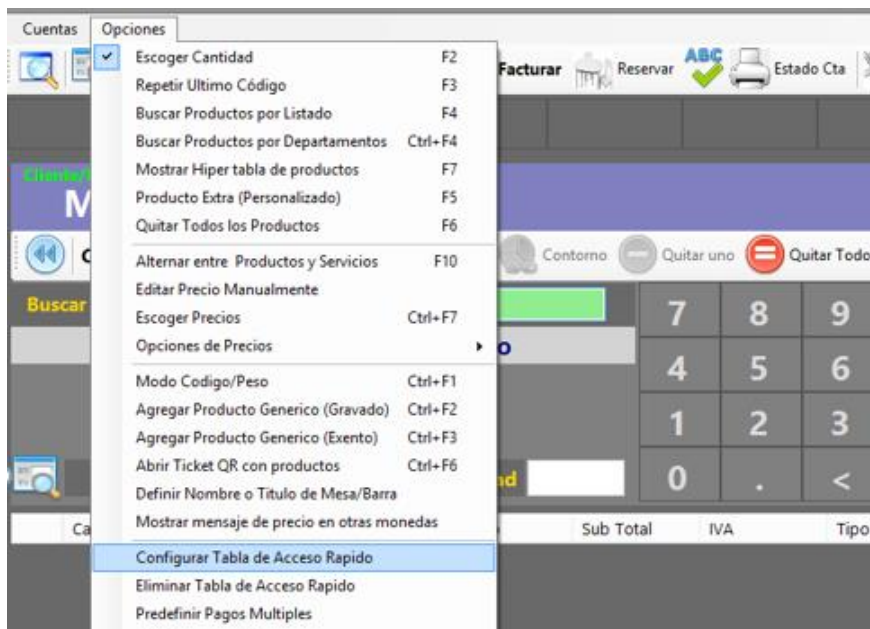 Cuentas Opciones
Escoger Cantidad F2
Repetir Ultimo Código F3
Buscar Productos por Listado F4
Buscar Productos por Departamentos Ctrl+F4
Mostrar Hiper tabla de productos F7
Producto Extra (Personalizado) F5
Quitar Todos los Productos F6
Alternar entre Productos y Servicios F10
Editar Precio Manualmente
Escoger Precios Ctrl+F7
Opciones de Precios
Modo Codigo/Peso Ctrl+F1
Agregar Producto Generico (Gravado) Ctrl+F2
Agregar Producto Generico (Exento) Ctrl+F3
Abrir Ticket QR con productos Ctrl+F6
Definir Nombre o Titulo de Mesa/Barra
Mostrar mensaje de precio en otras monedas
Configurar Tabla de Acceso Rapido
Eliminar Tabla de Acceso Rapido
Predefinir Pagos Multiples
Facturar Reservar ABC Estado Cta
Contorno Quitar uno Quitar Todo
Buscar
7 8 9
4 5 6
1 2 3
0 . <
Sub Total IVA Tipo